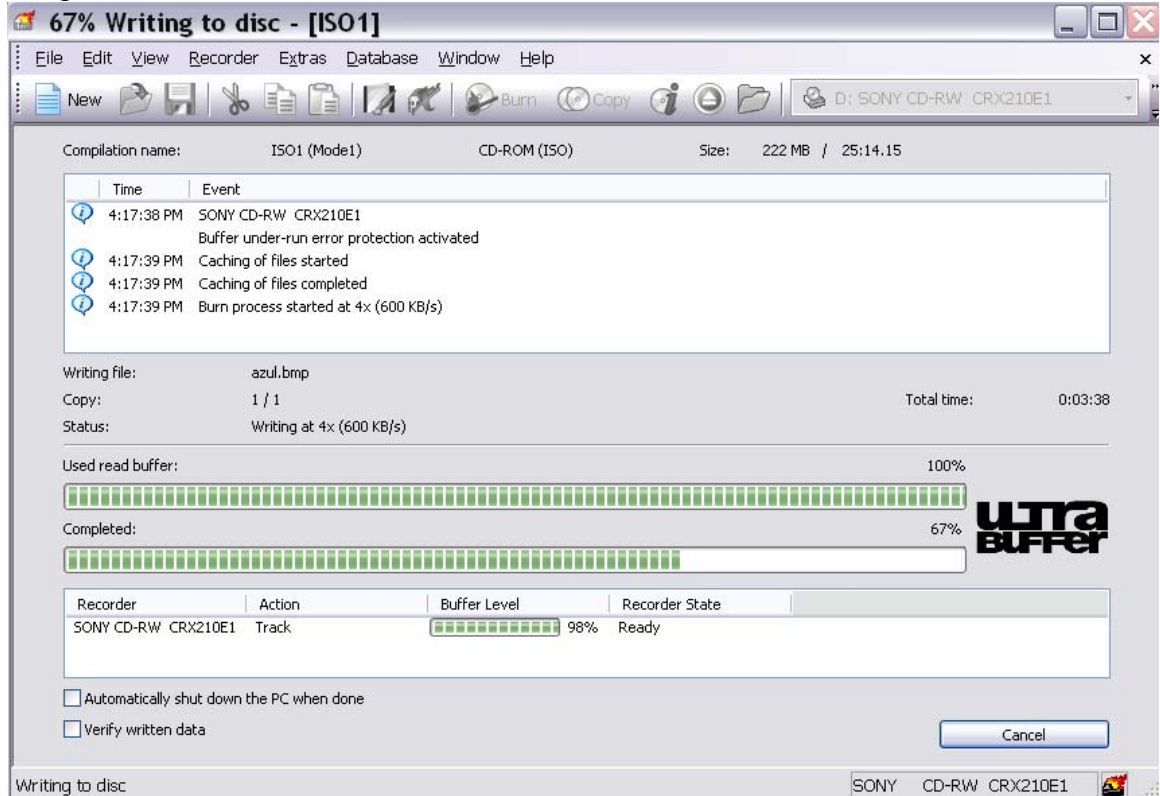 67% Writing to disc - [ISO1]
File Edit View Recorder Extras Database Window Help
New Burn Copy D: SONY CD-RW CRX210E1
Compilation name: ISO1 (Mode1) CD-ROM (ISO) Size: 222 MB / 25:14.15
Time Event
4:17:38 PM SONY CD-RW CRX210E1
Buffer under-run error protection activated
4:17:39 PM Caching of files started
4:17:39 PM Caching of files completed
4:17:39 PM Burn process started at 4x (600 KB/s)
Writing file: azul.bmp
Copy: 1 / 1 Total time: 0:03:38
Status: Writing at 4x (600 KB/s)
Used read buffer: 100%
Completed: 67%
ULTRA
BUFFER
Recorder Action Buffer Level Recorder State
SONY CD-RW CRX210E1 Track 98% Ready
Automatically shut down the PC when done
Verify written data
Cancel
Writing to disc SONY CD-RW CRX210E1